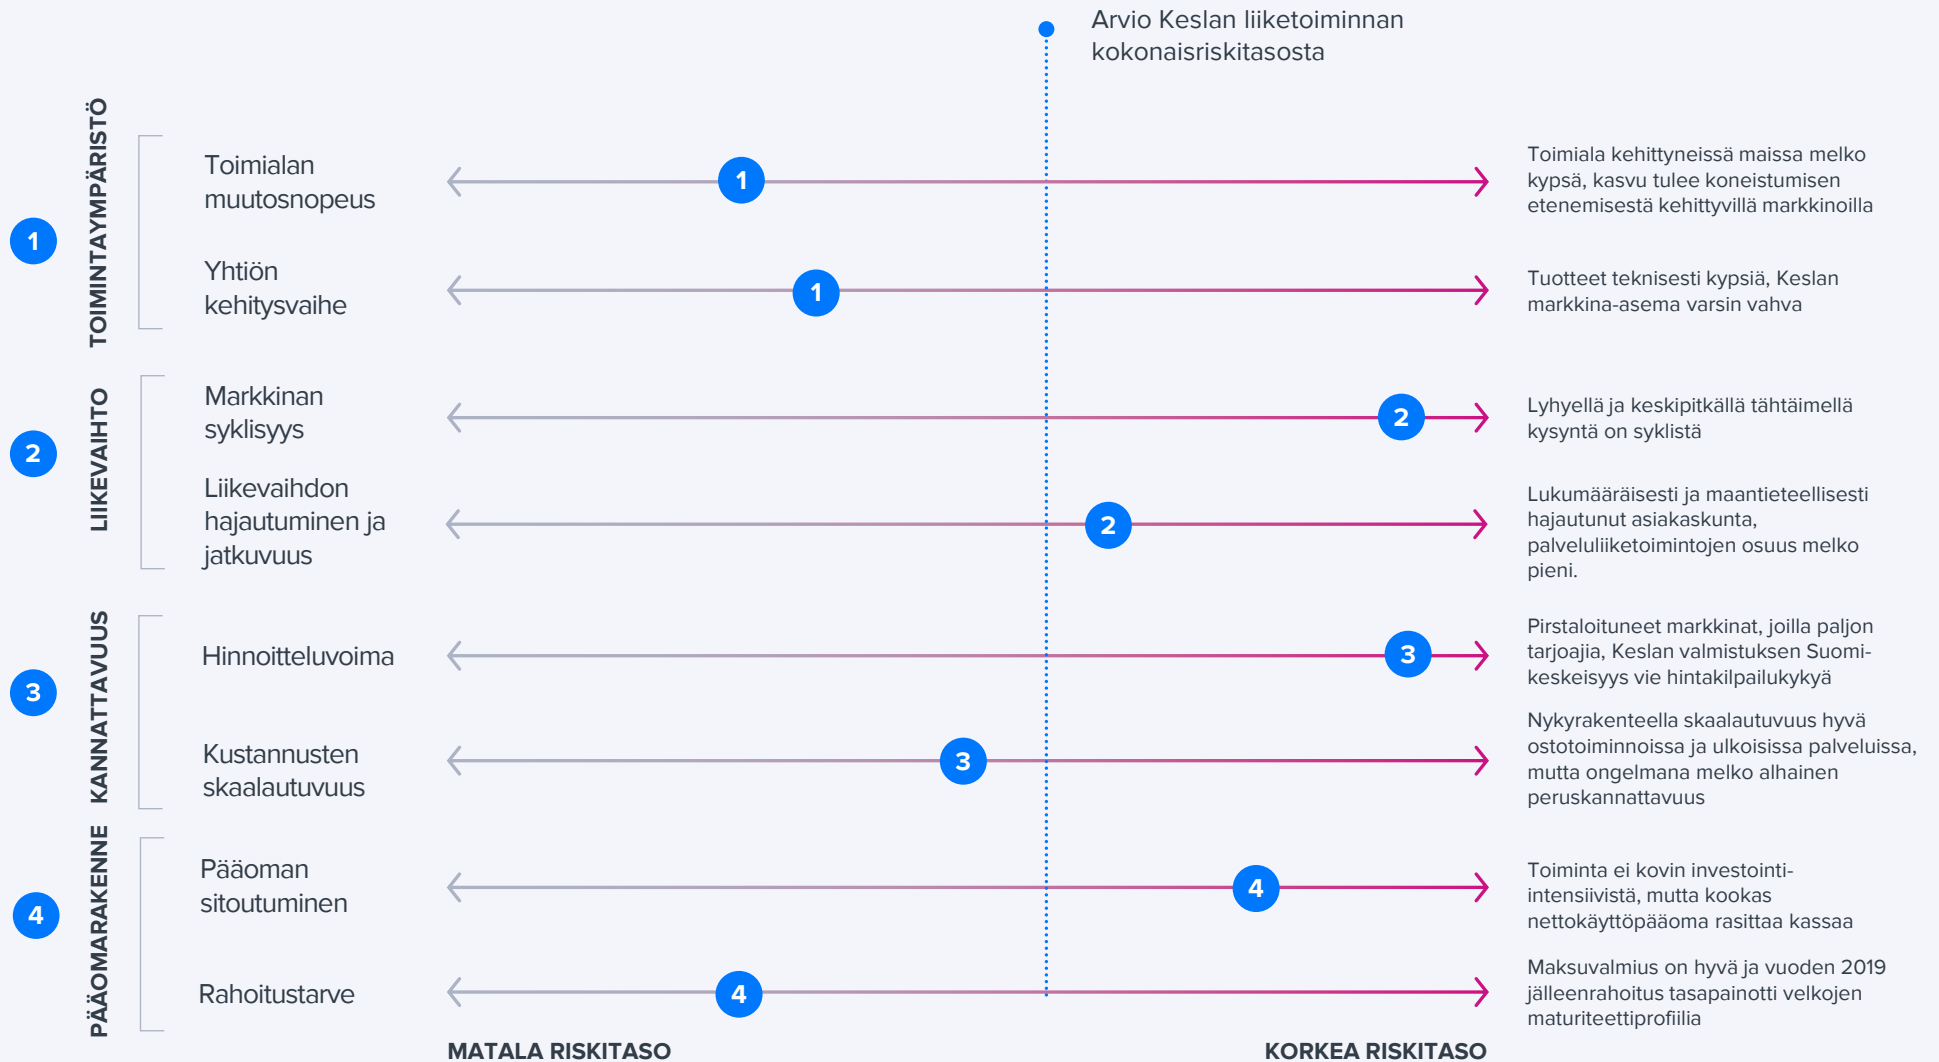 Arvio Keslan liiketoiminnan
kokonaisriskitasosta
1
TOIMINTAYMPÄRISTÖ
Toimialan
muutosnopeus
1
Toimiala kehittyneissä maissa melko
kypsä, kasvu tulee koneistumisen
etenemisestä kehittyvillä markkinoilla
Yhtiön
kehitysvaihe
1
Tuotteet teknisesti kypsiä, Keslan
markkina-asema varsin vahva
2
LIIKEVAIHTO
Markkinan
syklisyys
2
Lyhyellä ja keskipitkällä tähtäimellä
kysyntä on syklistä
Liikevaihdon
hajautuminen ja
jatkuvuus
2
Lukumääräisesti ja maantieteellisesti
hajautunut asiakaskunta,
palveluliiketoimintojen osuus melko
pieni.
3
KANNATTAVUUS
Hinnoitteluvoima
3
Pirstaloituneet markkinat, joilla paljon
tarjoajia, Keslan valmistuksen Suomi-
keskeisyys vie hintakilpailukykyä
Kustannusten
skaalautuvuus
3
Nykyrakenteella skaalautuvuus hyvä
ostotoiminnoissa ja ulkoisissa palveluissa,
mutta ongelmana melko alhainen
peruskannattavuus
4
PÄÄOMARAKENNE
Pääoman
sitoutuminen
4
Toiminta ei kovin investointi-
intensiivistä, mutta kookas
nettokäyttöpääoma rasittaa kassaa
Rahoitustarve
4
Maksuvalmius on hyvä ja vuoden 2019
jälleenrahoitus tasapainotti velkojen
maturiteettiprofiilia
MATALA RISKITASO
KORKEA RISKITASO